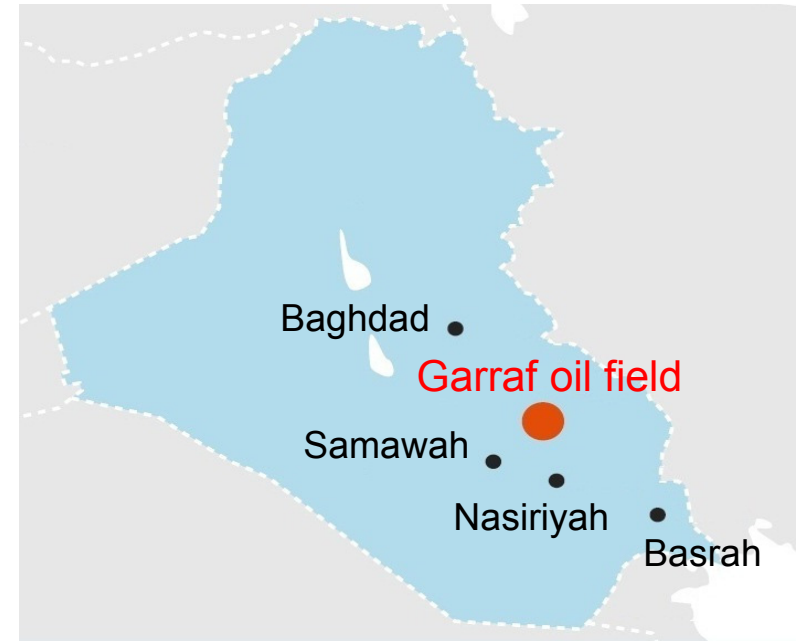 Baghdad
Garraf oil field
Samawah
Nasiriyah
Basrah